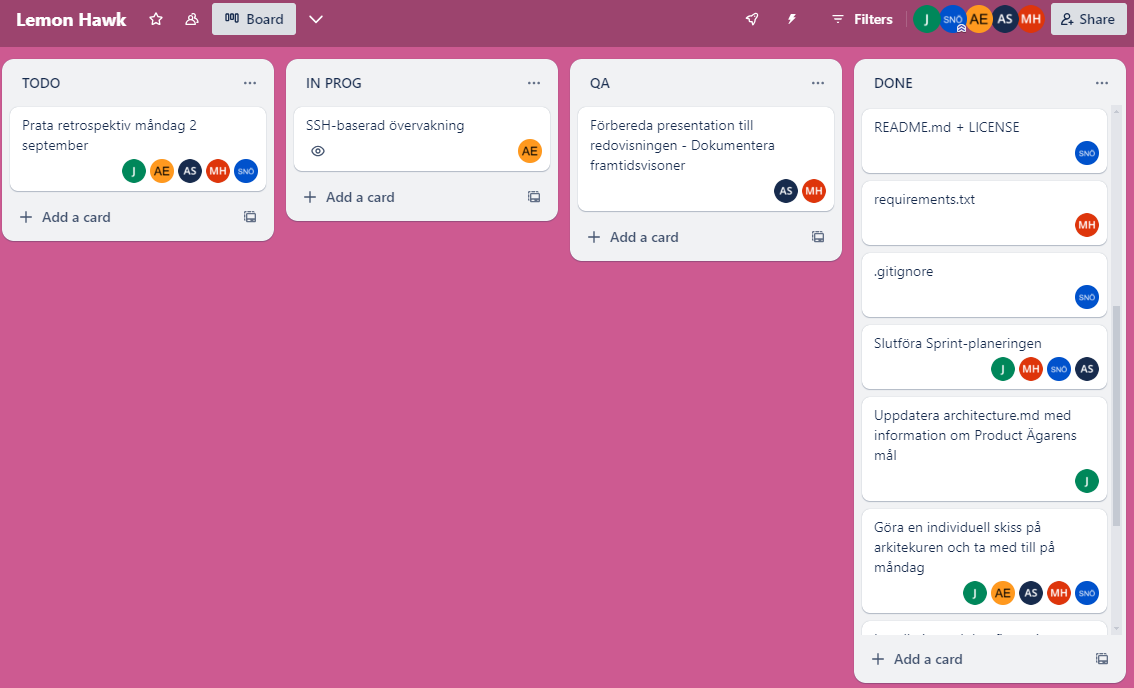 Lemon Hawk
Board
Filters
J SNÖ AE AS MH
Share
TODO
Prata retrospektiv måndag 2
september
J AE AS MH SNÖ
Add a card
IN PROG
SSH-baserad övervakning
AE
Add a card
QA
Förbereda presentation till
redovisningen - Dokumentera
framtidsvisoner
AS MH
Add a card
DONE
README.md + LICENSE
SNÖ
requirements.txt
MH
.gitignore
SNÖ
Slutföra Sprint-planeringen
J MH SNÖ AS
Uppdatera architecture.md med
information om Product Ägarens
mål
J
Göra en individuell skiss på
arkitekuren och ta med till på
måndag
J AE AS MH SNÖ
Add a card